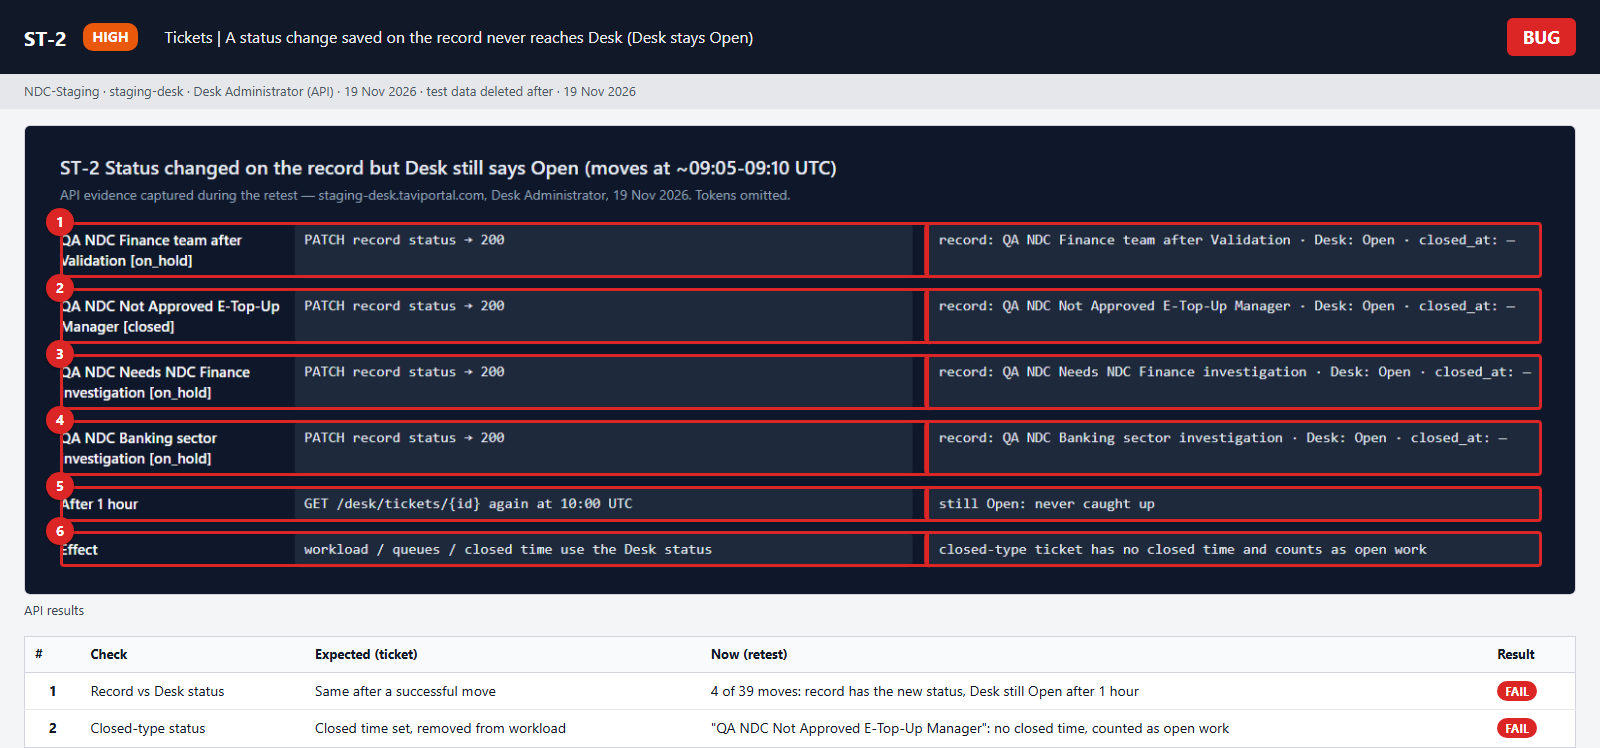 ST-2 HIGH Tickets | A status change saved on the record never reaches Desk (Desk stays Open) BUG
NDC-Staging · staging-desk · Desk Administrator (API) · 19 Nov 2026 · test data deleted after · 19 Nov 2026
ST-2 Status changed on the record but Desk still says Open (moves at ~09:05-09:10 UTC)
API evidence captured during the retest — staging-desk.taviportal.com, Desk Administrator, 19 Nov 2026. Tokens omitted.
1
QA NDC Finance team after PATCH record status → 200 record: QA NDC Finance team after Validation · Desk: Open · closed_at: —
Validation [on_hold]
2
QA NDC Not Approved E-Top-Up PATCH record status → 200 record: QA NDC Not Approved E-Top-Up Manager · Desk: Open · closed_at: —
Manager [closed]
3
QA NDC Needs NDC Finance PATCH record status → 200 record: QA NDC Needs NDC Finance investigation · Desk: Open · closed_at: —
investigation [on_hold]
4
QA NDC Banking sector PATCH record status → 200 record: QA NDC Banking sector investigation · Desk: Open · closed_at: —
investigation [on_hold]
5
After 1 hour GET /desk/tickets/{id} again at 10:00 UTC still Open: never caught up
6
Effect workload / queues / closed time use the Desk status closed-type ticket has no closed time and counts as open work
API results
# Check Expected (ticket) Now (retest) Result
1 Record vs Desk status Same after a successful move 4 of 39 moves: record has the new status, Desk still Open after 1 hour FAIL
2 Closed-type status Closed time set, removed from workload "QA NDC Not Approved E-Top-Up Manager": no closed time, counted as open work FAIL